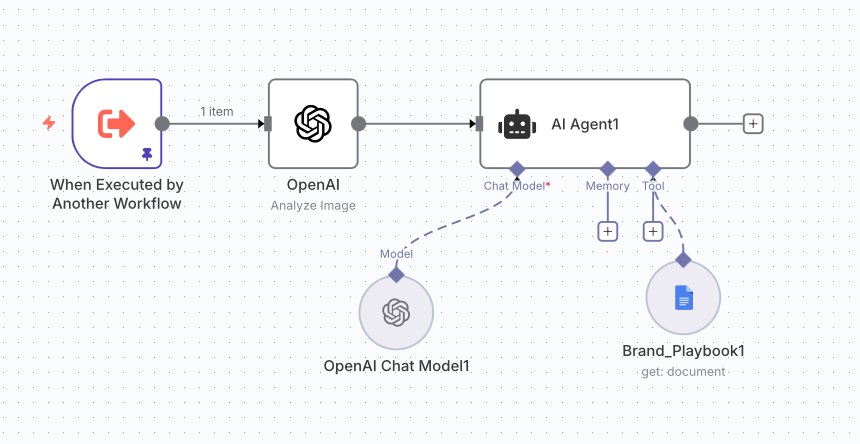 1 item
AI Agent1
When Executed by
Another Workflow
OpenAI
Analyze Image
Chat Model*
Memory
Tool
Model
OpenAI Chat Model1
Brand_Playbook1
get: document